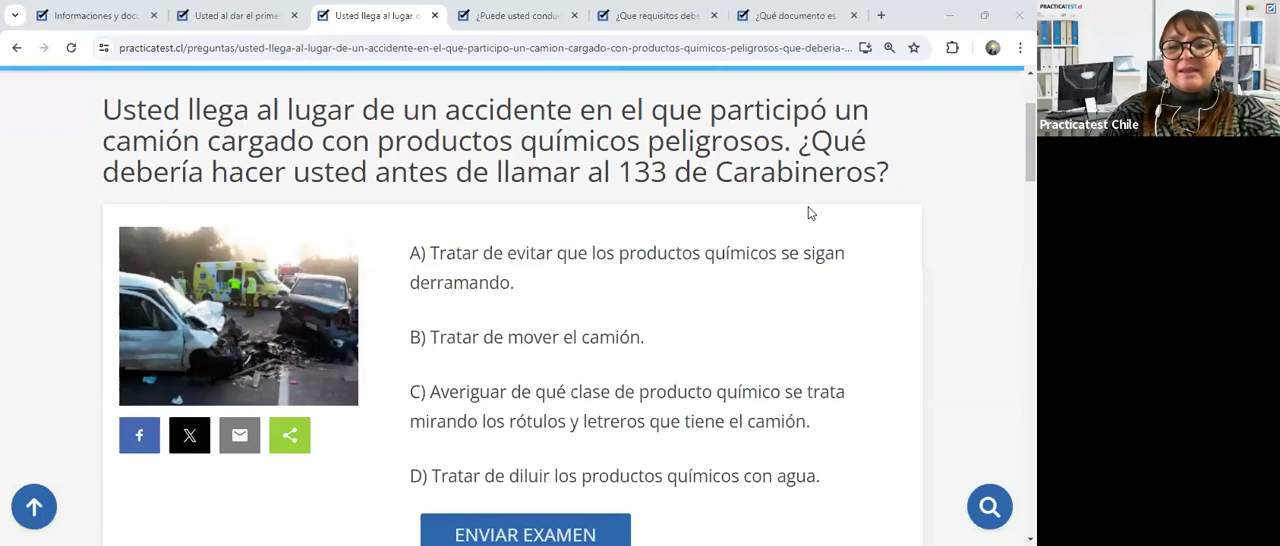 Informaciones y docu
Usted al dar el prime
Usted llega al lugar o
¿Puede usted conduc
¿Que requisitos debe
¿Qué documento es
practicatest.cl/preguntas/usted-llega-al-lugar-de-un-accidente-en-el-que-participo-un-camion-cargado-con-productos-quimicos-peligrosos-que-deberia-...
PRACTICATEST.cl
Practicatest Chile
Usted llega al lugar de un accidente en el que participó un
camión cargado con productos químicos peligrosos. ¿Qué
debería hacer usted antes de llamar al 133 de Carabineros?
A) Tratar de evitar que los productos químicos se sigan
derramando.
B) Tratar de mover el camión.
C) Averiguar de qué clase de producto químico se trata
mirando los rótulos y letreros que tiene el camión.
D) Tratar de diluir los productos químicos con agua.
ENVIAR EXAMEN